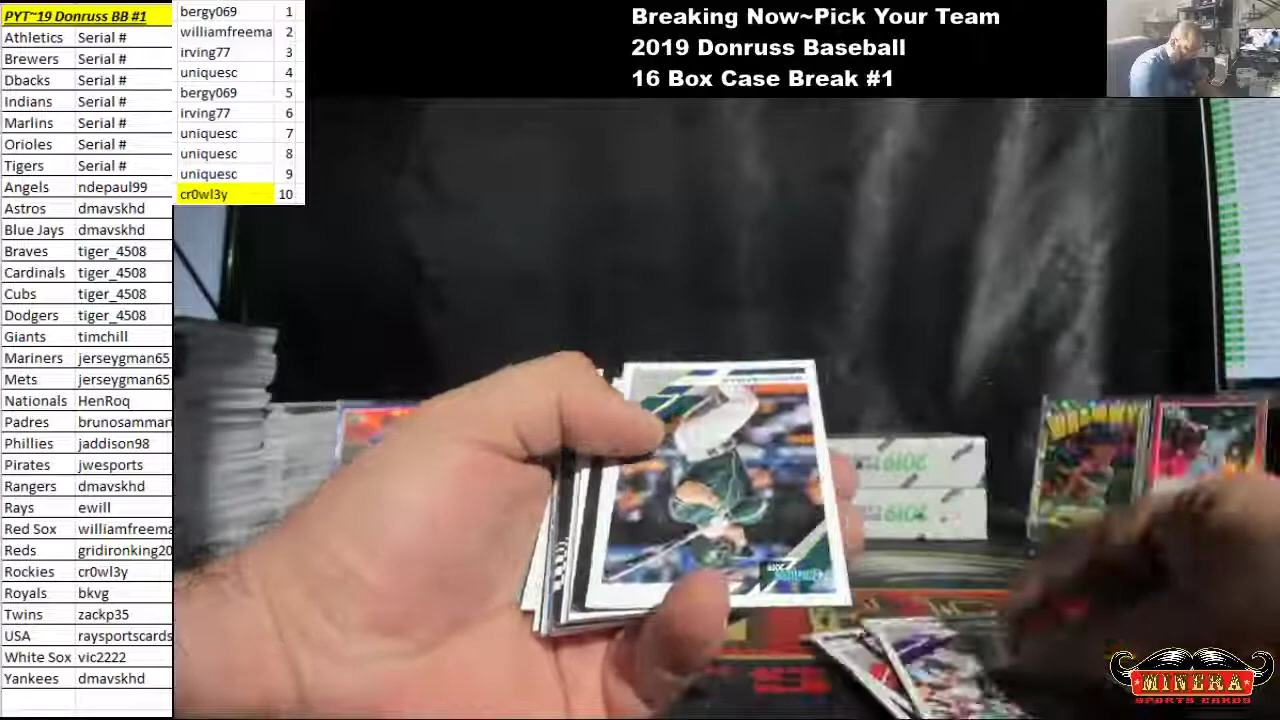 PYT~19 Donruss BB #1
Athletics Serial #
Brewers Serial #
Dbacks Serial #
Indians Serial #
Marlins Serial #
Orioles Serial #
Tigers Serial #
Angels ndepaul99
Astros dmavskhd
Blue Jays dmavskhd
Braves tiger_4508
Cardinals tiger_4508
Cubs tiger_4508
Dodgers tiger_4508
Giants timchill
Mariners jerseygman65
Mets jerseygman65
Nationals HenRoq
Padres brunosammar
Phillies jaddison98
Pirates jwesports
Rangers dmavskhd
Rays ewill
Red Sox williamfreema
Reds gridironking20
Rockies cr0wl3y
Royals bkvg
Twins zackp35
USA raysportscards
White Sox vic2222
Yankees dmavskhd
bergy069 1
williamfreema 2
irving77 3
uniquesc 4
bergy069 5
irving77 6
uniquesc 7
uniquesc 8
uniquesc 9
cr0wl3y 10
Breaking Now~Pick Your Team
2019 Donruss Baseball
16 Box Case Break #1
2019
2019
MINERA
SPORTS CARDS